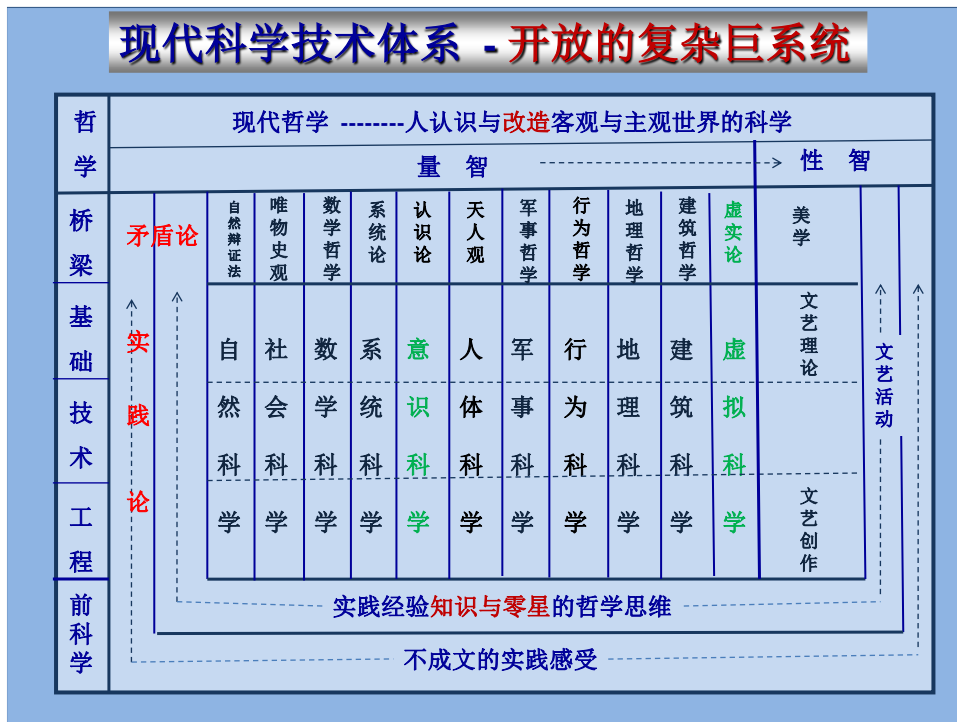 现代科学技术体系 - 开放的复杂巨系统
哲学
现代哲学 --------人认识与改造客观与主观世界的科学
量 智
性 智
桥梁
矛盾论
自然辩证法
唯物史观
数学哲学
系统论
认识论
天人观
军事哲学
行为哲学
地理哲学
建筑哲学
虚实论
美学
基础
技术
工程
实践论
自然科学
社会科学
数学科学
系统科学
意识科学
人体科学
军事科学
行为科学
地理科学
建筑科学
虚拟科学
文艺理论
文艺创作
文艺活动
前科学
实践经验知识与零星的哲学思维
不成文的实践感受